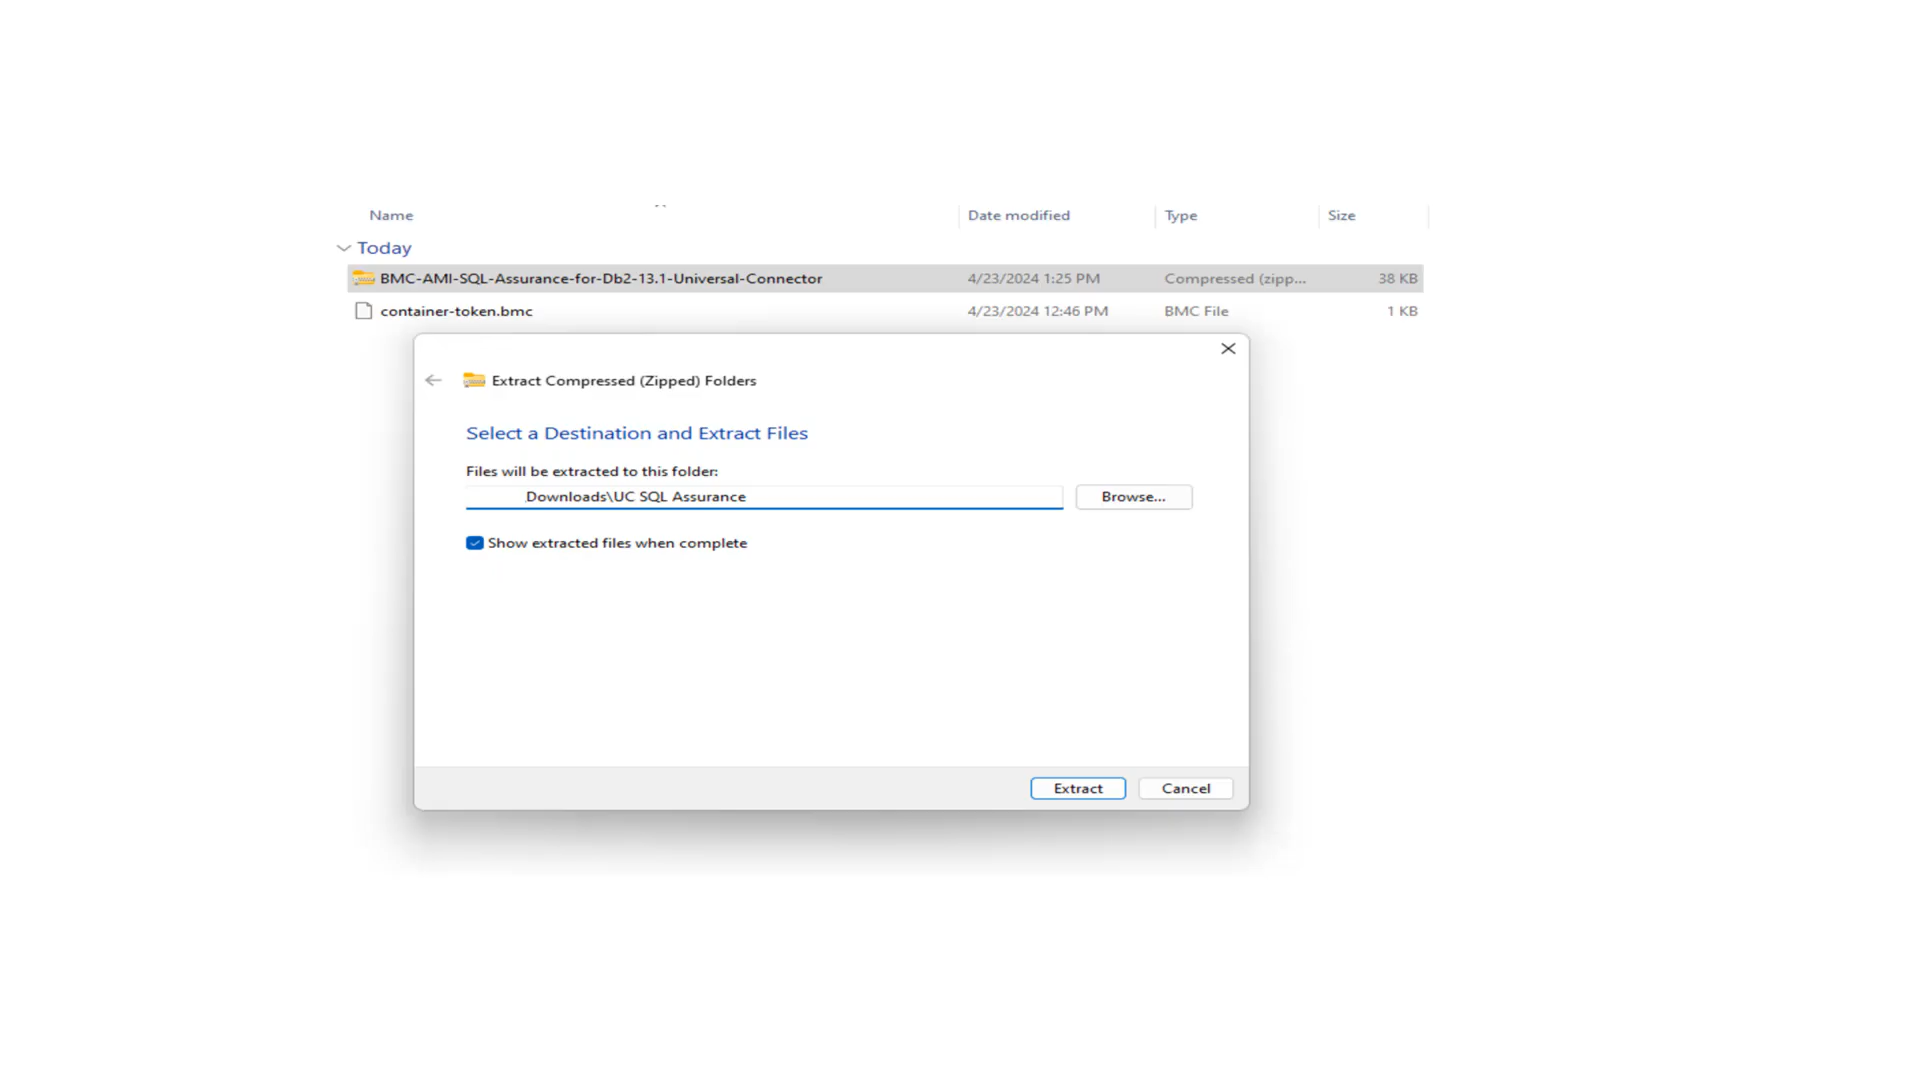 Name Date modified Type Size
Today
BMC-AMI-SQL-Assurance-for-Db2-13.1-Universal-Connector 4/23/2024 1:25 PM Compressed (zipp... 38 KB
container-token.bmc 4/23/2024 12:46 PM BMC File 1 KB
Extract Compressed (Zipped) Folders
Select a Destination and Extract Files
Files will be extracted to this folder:
Downloads\UC SQL Assurance Browse...
Show extracted files when complete
Extract Cancel